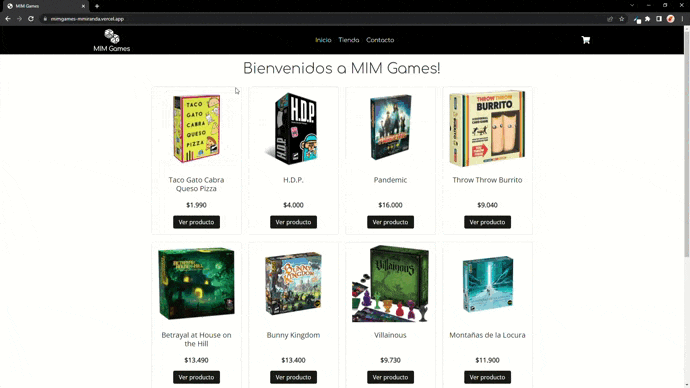 MIM Games
mimgames-mmiranda.vercel.app
MIM Games
Inicio Tienda Contacto
Bienvenidos a MIM Games!
TACO
GATO
CABRA
QUESO
PIZZA
H.D.P.
PANDEMIC
THROW THROW
BURRITO
Taco Gato Cabra
Queso Pizza
H.D.P.
Pandemic
Throw Throw Burrito
$1.990
$4.000
$16.000
$9.040
Ver producto
Ver producto
Ver producto
Ver producto
BUNNY
KINGDOM
Villainous
Betrayal at House on
the Hill
Bunny Kingdom
Villainous
Montañas de la Locura
$13.490
$13.400
$9.730
$11.900
Ver producto
Ver producto
Ver producto
Ver producto